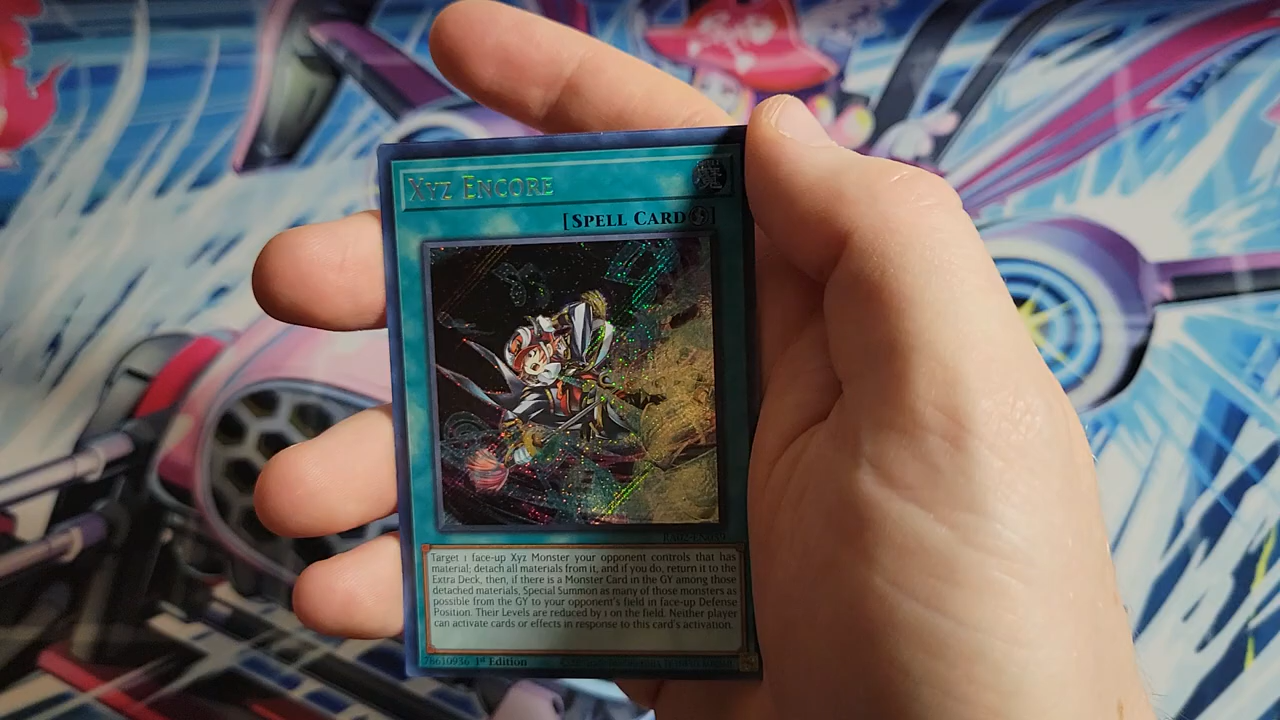 XYZ ENCORE
[SPELL CARD]
Target 1 face-up Xyz Monster your opponent controls that has
material; detach all materials from it, and if you do, return it to the
Extra Deck, then, if there is a Monster Card in the GY among those
detached materials, Special Summon as many of those monsters as
possible from the GY to your opponent's field in face-up Defense
Position. Their Levels are reduced by 1 on the field. Neither player
can activate cards or effects in response to this card's activation.
78610936 1st Edition